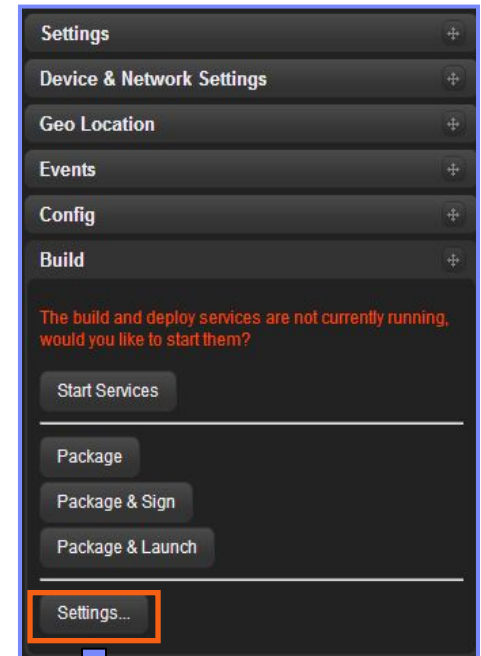 Settings
Device & Network Settings
Geo Location
Events
Config
Build
The build and deploy services are not currently running,
would you like to start them?
Start Services
Package
Package & Sign
Package & Launch
Settings...